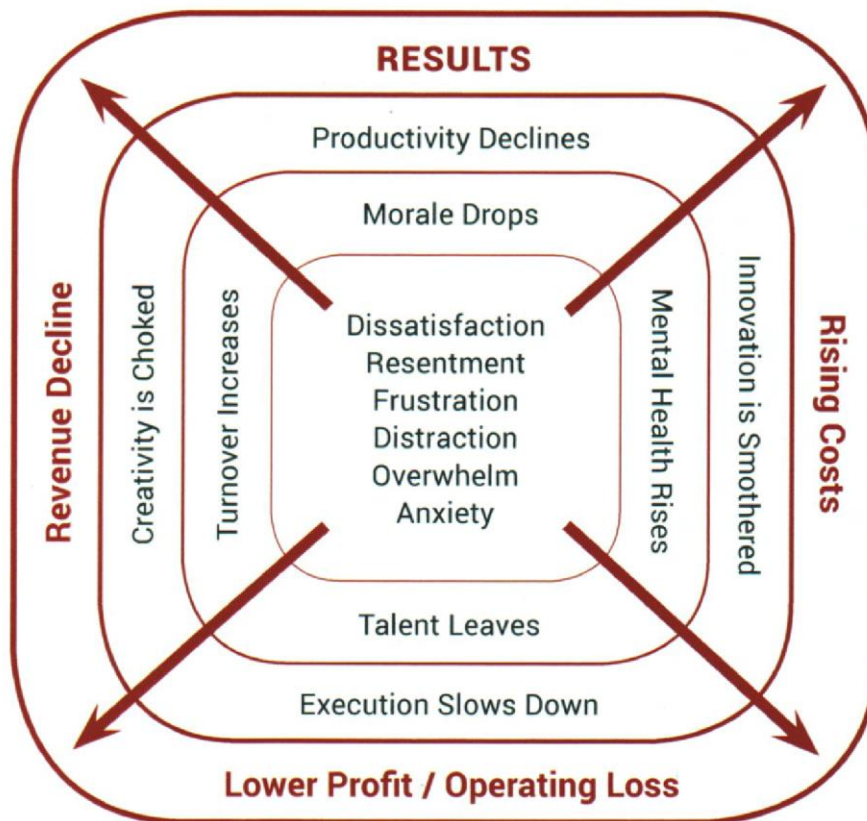 RESULTS
Productivity Declines
Morale Drops
Revenue Decline
Creativity is Choked
Turnover Increases
Dissatisfaction
Resentment
Frustration
Distraction
Overwhelm
Anxiety
Mental Health Rises
Innovation is Smothered
Rising Costs
Talent Leaves
Execution Slows Down
Lower Profit / Operating Loss